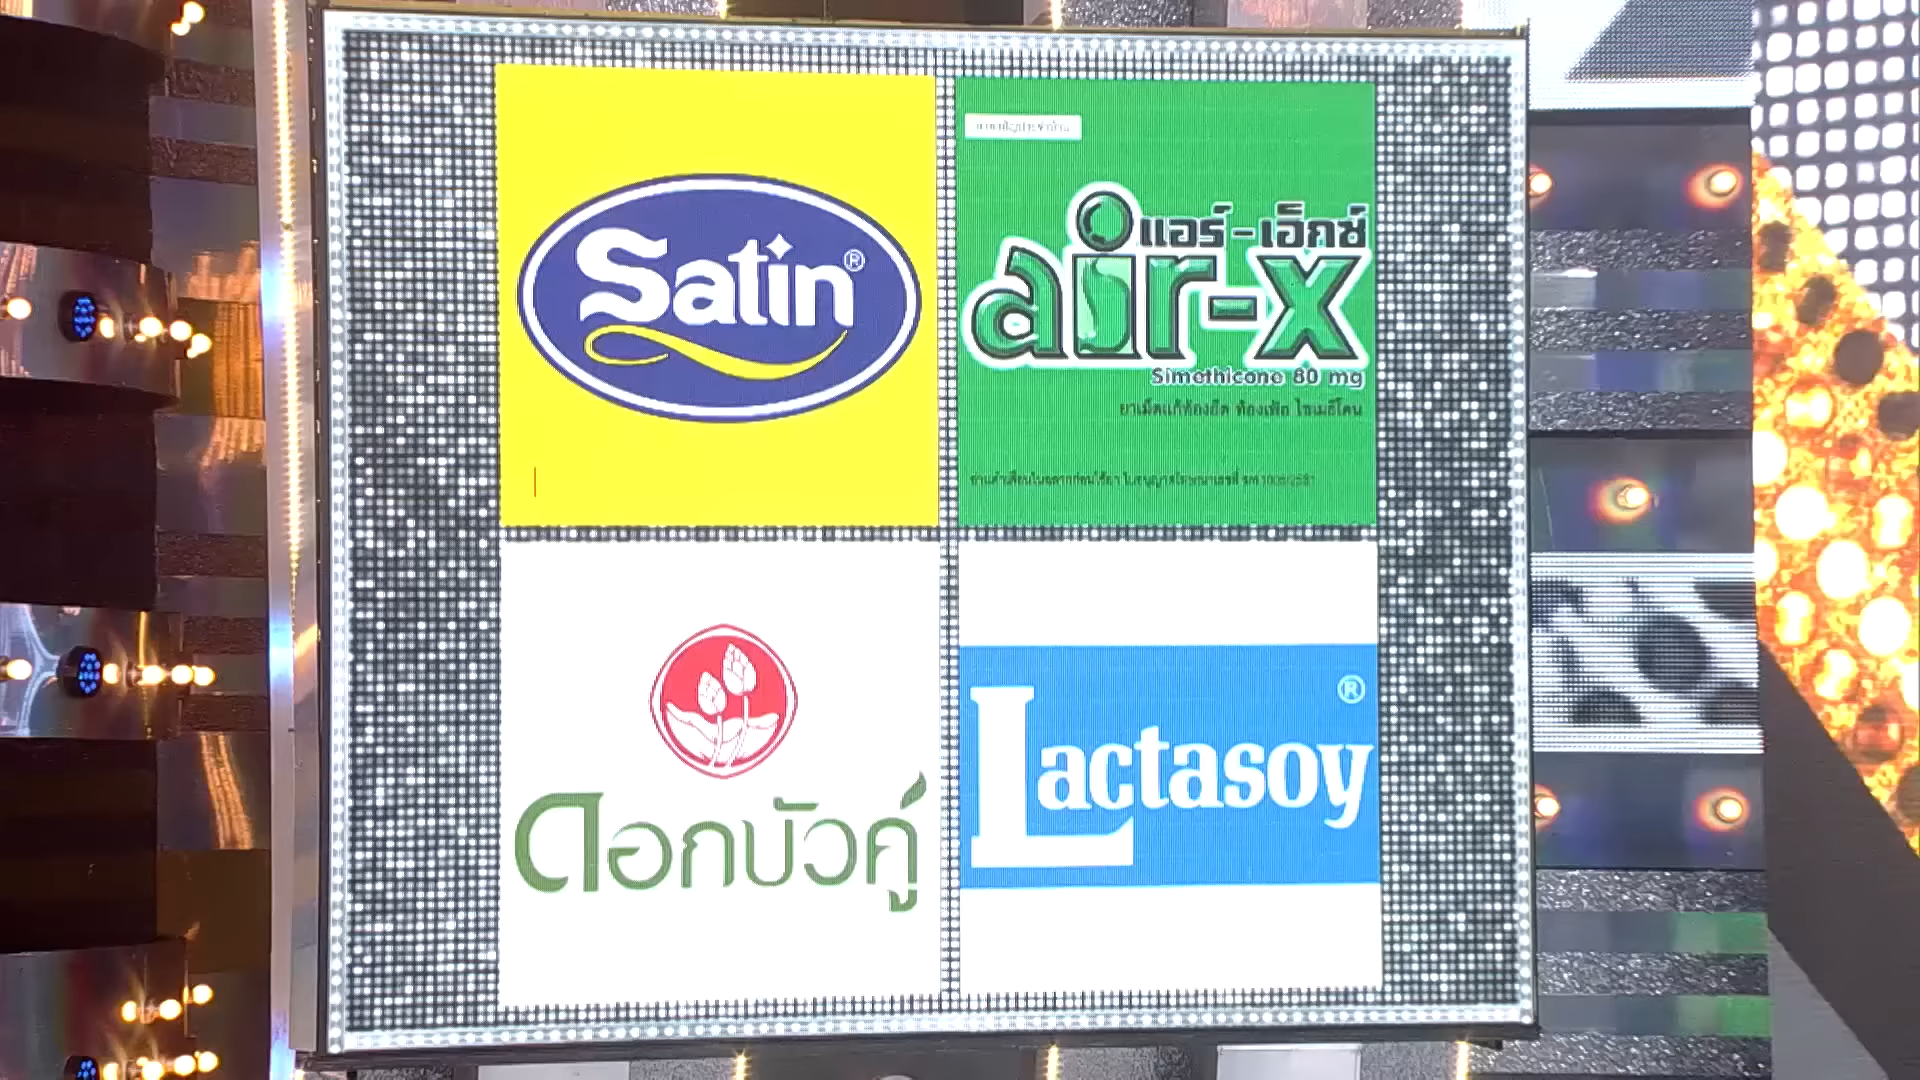 Satin®
แอร์-เอ็กซ์
air-x
Simethicone 80 mg
ยาเม็ดแก้ท้องอืด ท้องเฟ้อ ไซเมธิโคน
ดอกบัวคู่
Lactasoy®